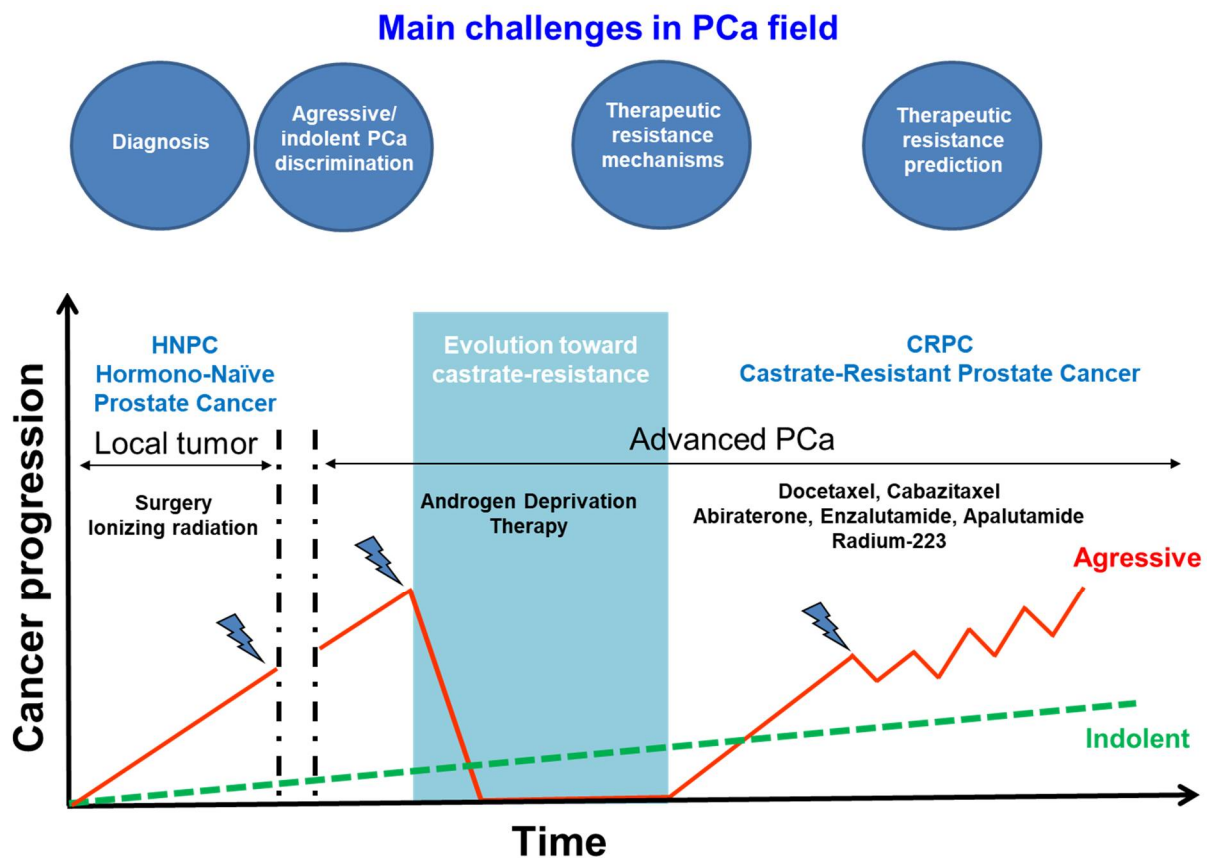 Main challenges in PCa field
Diagnosis
Agressive/
indolent PCa
discrimination
Therapeutic
resistance
mechanisms
Therapeutic
resistance
prediction
Cancer progression
HNPC
Hormono-Naïve
Prostate Cancer
Evolution toward
castrate-resistance
CRPC
Castrate-Resistant Prostate Cancer
Local tumor
Advanced PCa
Surgery
Ionizing radiation
Androgen Deprivation
Therapy
Docetaxel, Cabazitaxel
Abiraterone, Enzalutamide, Apalutamide
Radium-223
Agressive
Indolent
Time